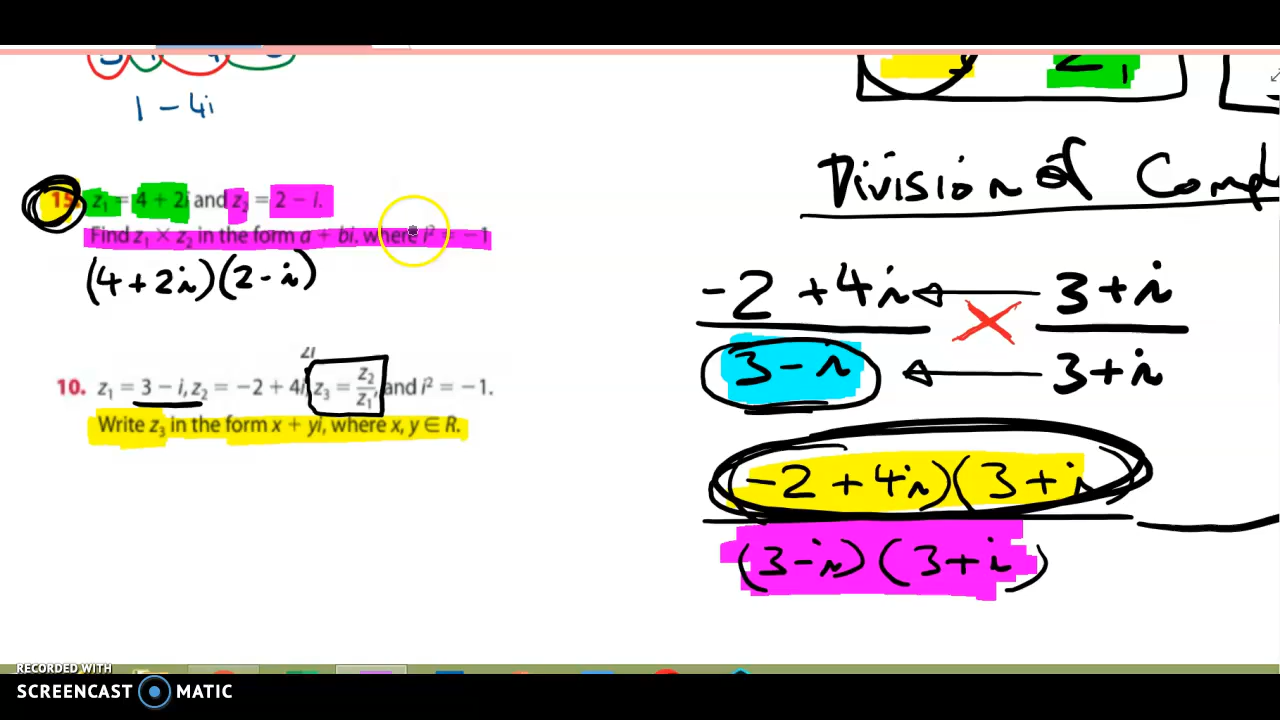 1 - 4i
15. z₁ = 4 + 2i and z₂ = 2 - i.
Find z₁ × z₂ in the form a + bi, where i² = -1
(4 + 2i)(2 - i)
2i
10. z₁ = 3 - i, z₂ = -2 + 4i, z₃ = z₂/z₁, and i² = -1.
Write z₃ in the form x + yi, where x, y ∈ R.
z₁
Division of Compl
-2 + 4i 3 + i
3 - i 3 + i
(-2 + 4i)(3 + i
(3 - i)(3 + i)
RECORDED WITH
SCREENCAST MATIC